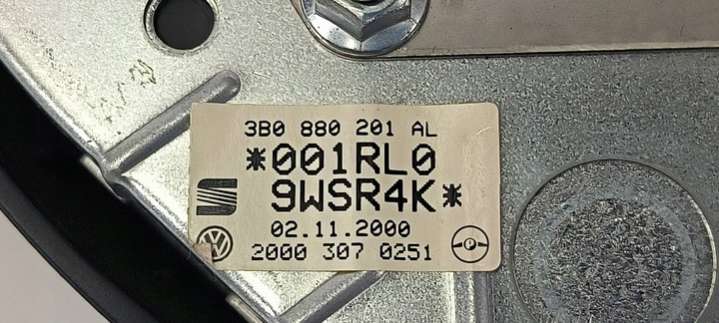 3B0 880 201 AL
*001RL0
9WSR4K*
02.11.2000
2000 307 0251